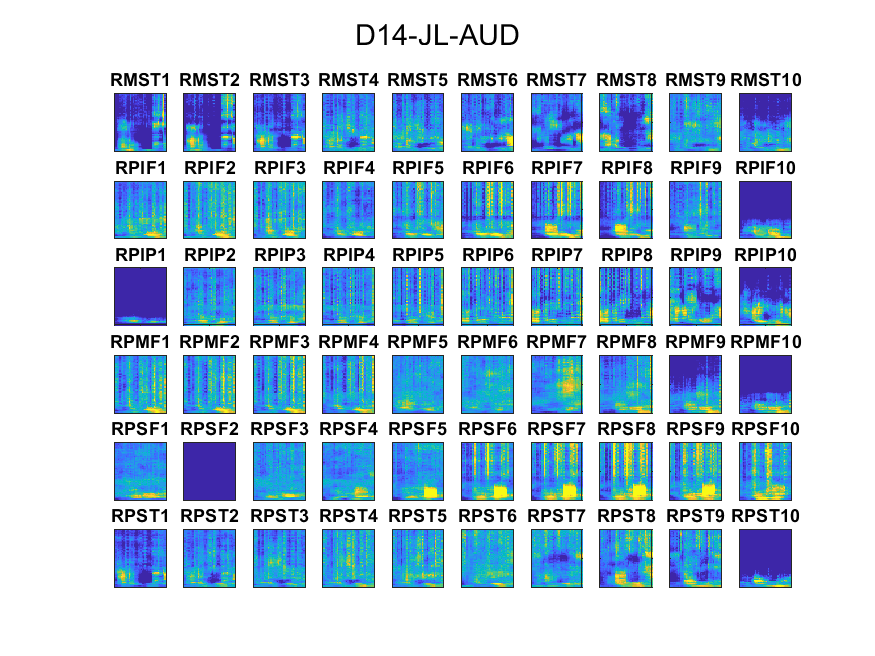 D14-JL-AUD
RMST1 RMST2 RMST3 RMST4 RMST5 RMST6 RMST7 RMST8 RMST9 RMST10
RPIF1 RPIF2 RPIF3 RPIF4 RPIF5 RPIF6 RPIF7 RPIF8 RPIF9 RPIF10
RPIP1 RPIP2 RPIP3 RPIP4 RPIP5 RPIP6 RPIP7 RPIP8 RPIP9 RPIP10
RPMF1 RPMF2 RPMF3 RPMF4 RPMF5 RPMF6 RPMF7 RPMF8 RPMF9 RPMF10
RPSF1 RPSF2 RPSF3 RPSF4 RPSF5 RPSF6 RPSF7 RPSF8 RPSF9 RPSF10
RPST1 RPST2 RPST3 RPST4 RPST5 RPST6 RPST7 RPST8 RPST9 RPST10